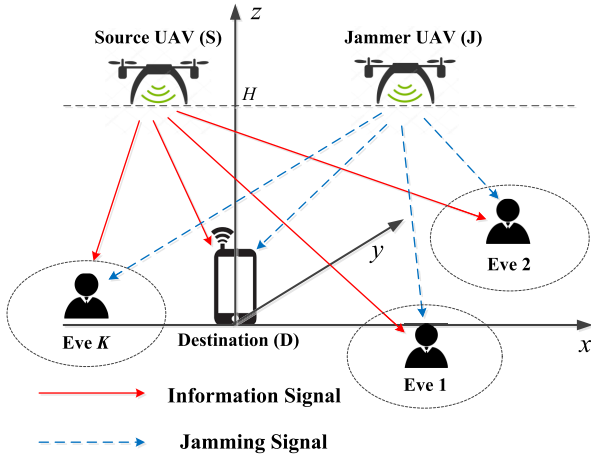 Source UAV (S)
z
Jammer UAV (J)
H
y
Eve 2
Eve K
Destination (D)
x
Eve 1
Information Signal
Jamming Signal